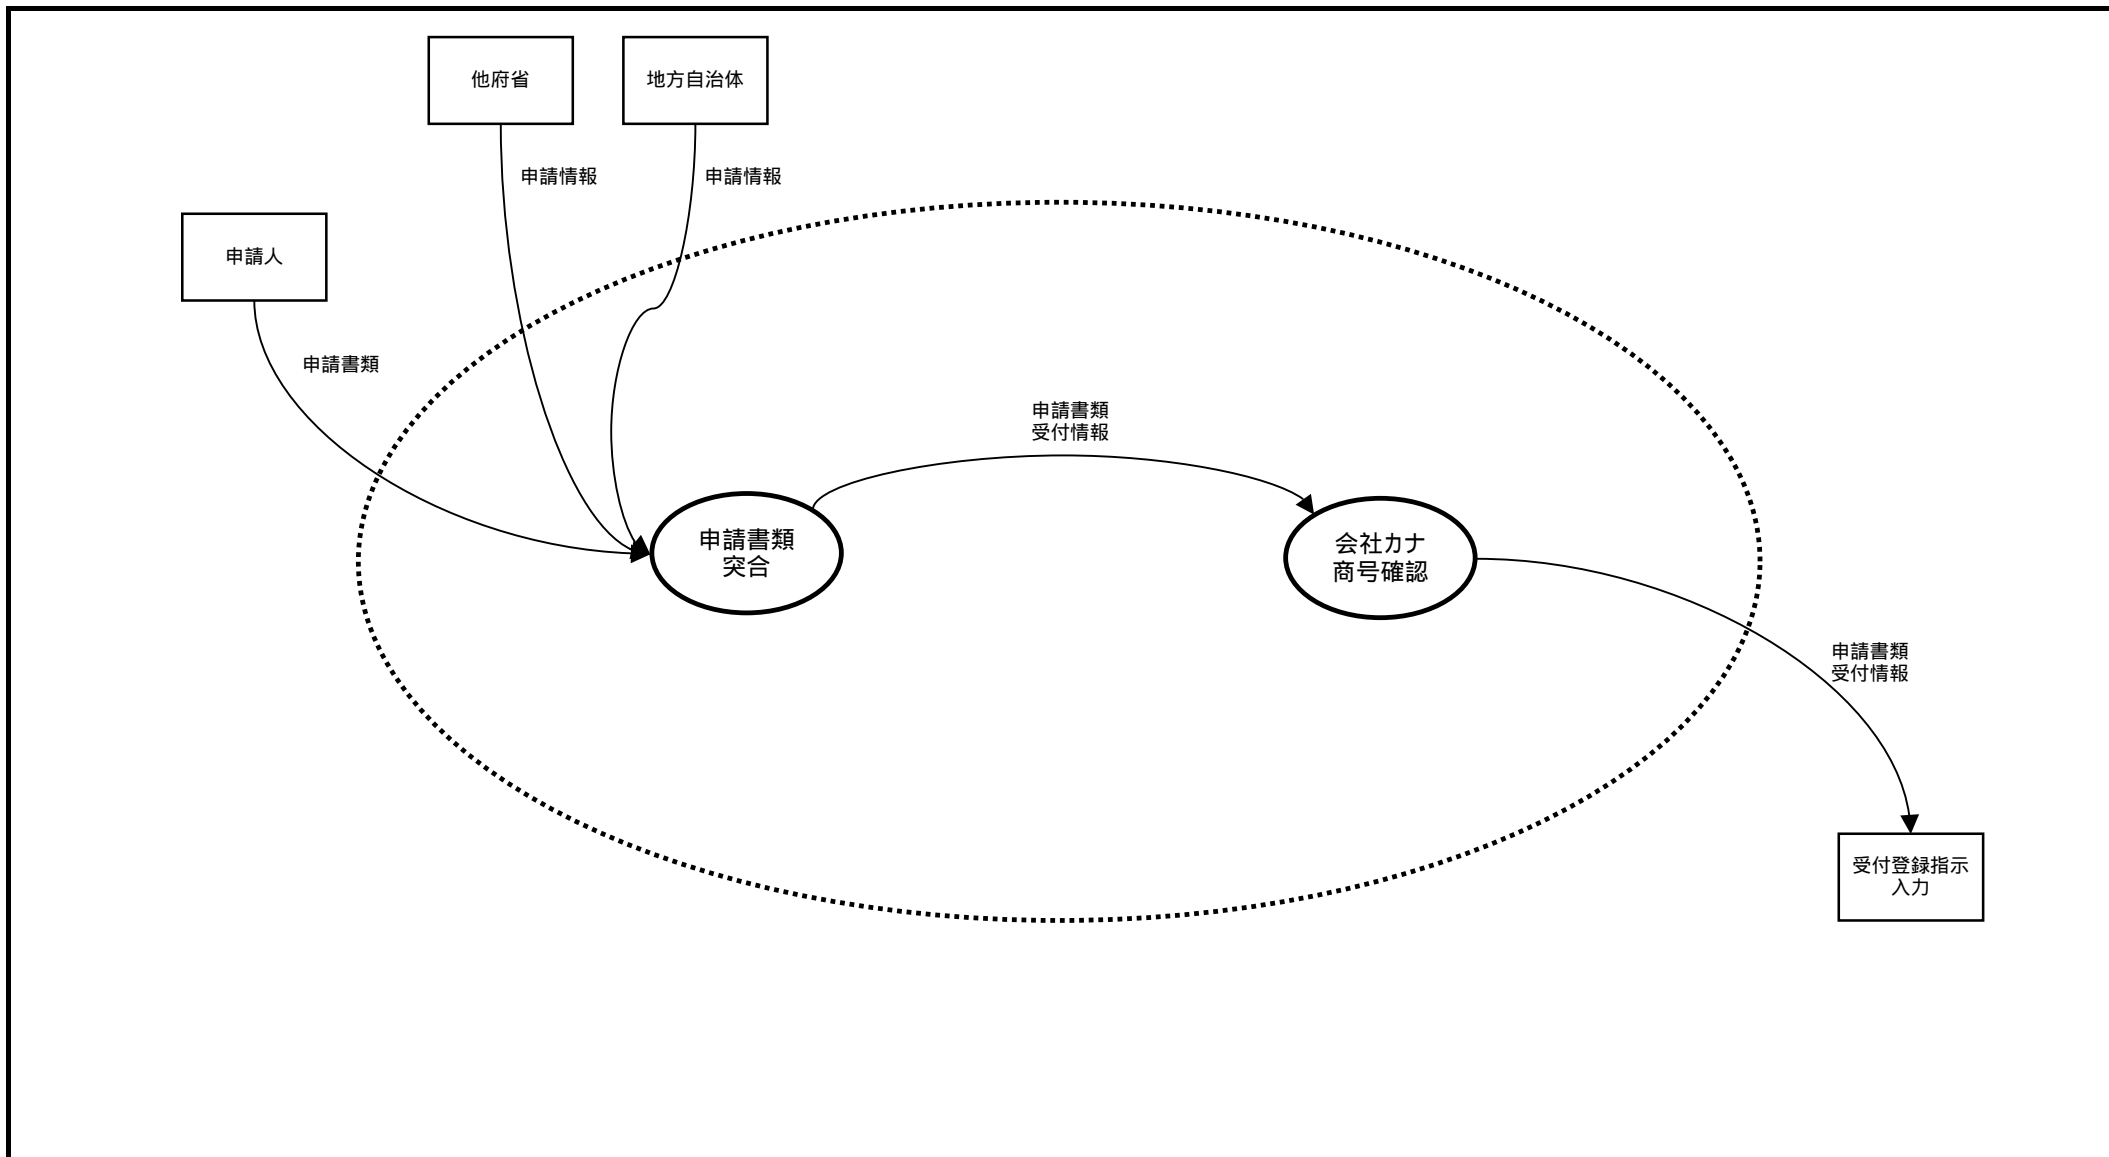 他府省
地方自治体
申請情報
申請情報
申請人
申請書類
申請書類
受付情報
申請書類
突合
会社カナ
商号確認
申請書類
受付情報
受付登録指示
入力